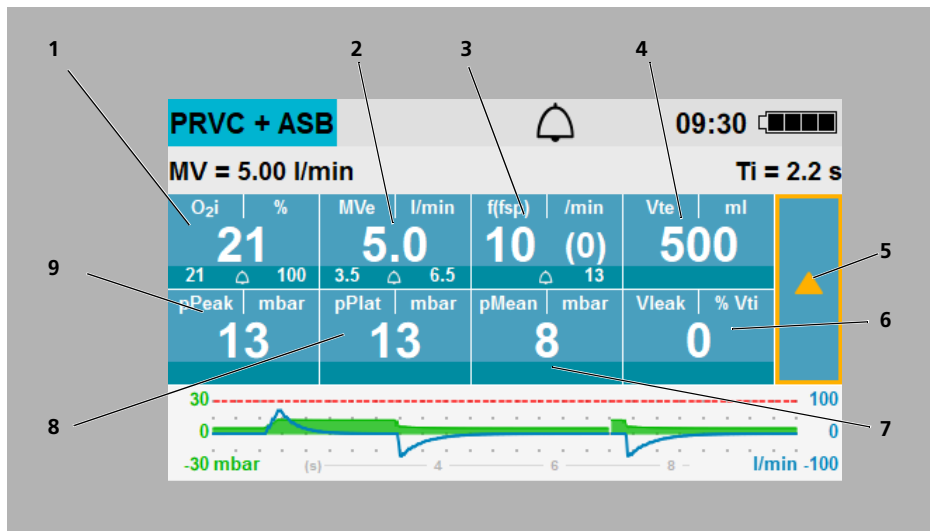 1 2 3 4
PRVC + ASB 09:30
MV = 5.00 l/min Ti = 2.2 s
O₂i % MVe l/min f(fsp) /min Vte ml
21 5.0 10 (0) 500
21 100 3.5 6.5 13
5
9
pPeak mbar pPlat mbar pMean mbar Vleak % Vti
6
13 13 8 0
30 100
0 0
8 7
-30 mbar (s) 4 6 8 l/min -100